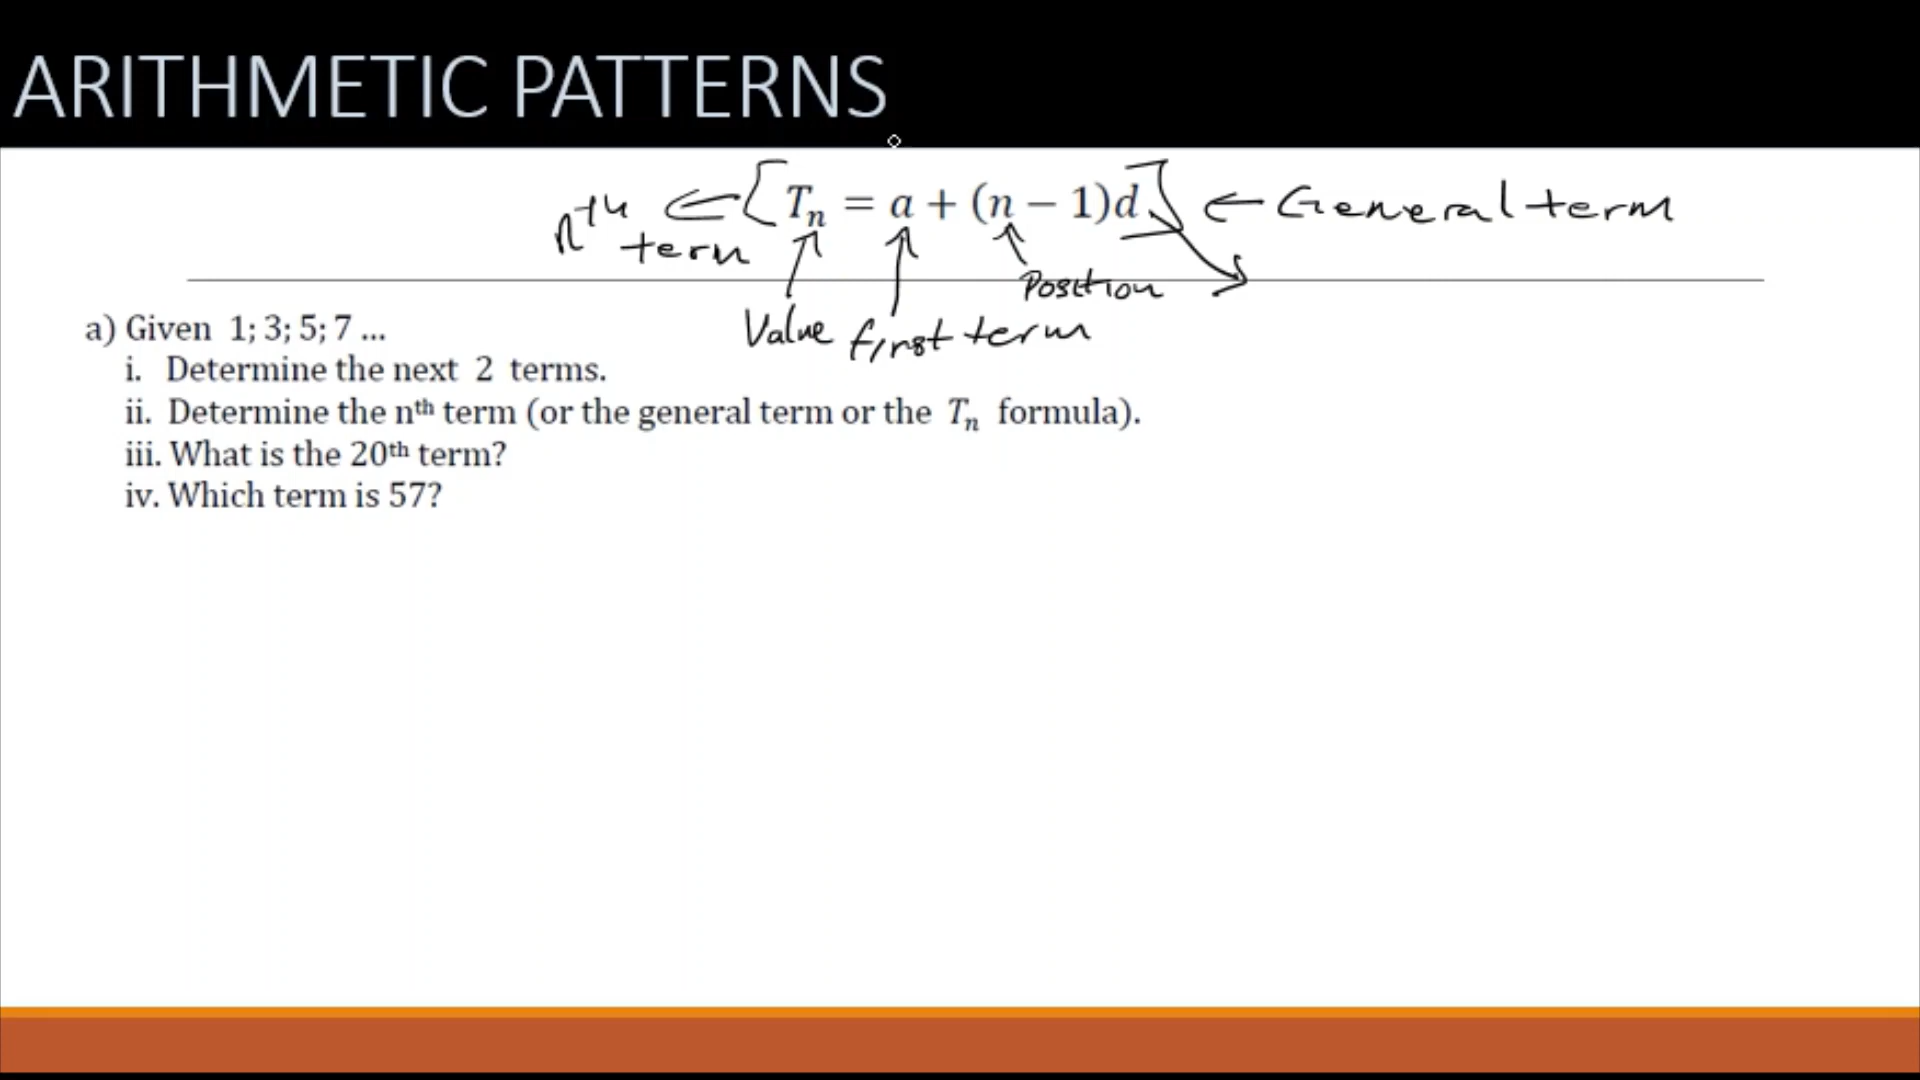 ARITHMETIC PATTERNS
nth term ← [Tₙ = a + (n − 1)d] ← General term
Position
Value first term
a) Given 1; 3; 5; 7 ...
i. Determine the next 2 terms.
ii. Determine the nᵗʰ term (or the general term or the Tₙ formula).
iii. What is the 20ᵗʰ term?
iv. Which term is 57?